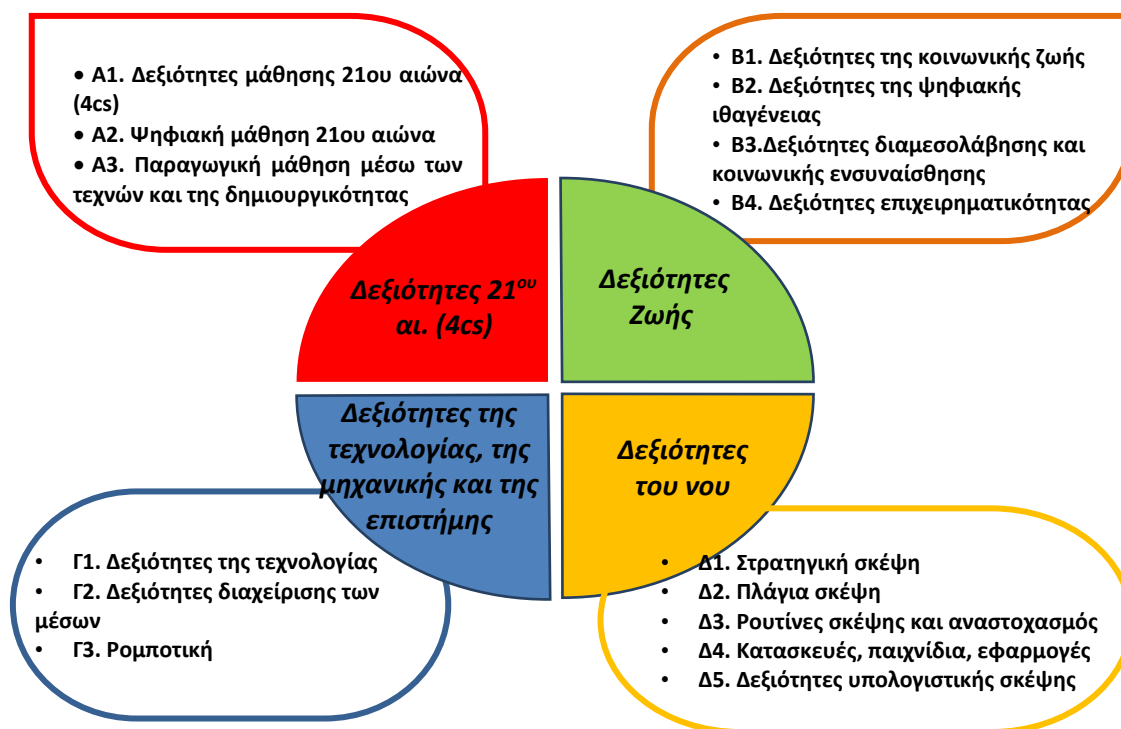 • Α1. Δεξιότητες μάθησης 21ου αιώνα
(4cs)
• Α2. Ψηφιακή μάθηση 21ου αιώνα
• Α3. Παραγωγική μάθηση μέσω των
τεχνών και της δημιουργικότητας
• Β1. Δεξιότητες της κοινωνικής ζωής
• Β2. Δεξιότητες της ψηφιακής
ιθαγένειας
• Β3.Δεξιότητες διαμεσολάβησης και
κοινωνικής ενσυναίσθησης
• Β4. Δεξιότητες επιχειρηματικότητας
Δεξιότητες 21ου
αι. (4cs)
Δεξιότητες
Ζωής
Δεξιότητες της
τεχνολογίας, της
μηχανικής και της
επιστήμης
Δεξιότητες
του νου
• Γ1. Δεξιότητες της τεχνολογίας
• Γ2. Δεξιότητες διαχείρισης των
μέσων
• Γ3. Ρομποτική
• Δ1. Στρατηγική σκέψη
• Δ2. Πλάγια σκέψη
• Δ3. Ρουτίνες σκέψης και αναστοχασμός
• Δ4. Κατασκευές, παιχνίδια, εφαρμογές
• Δ5. Δεξιότητες υπολογιστικής σκέψης